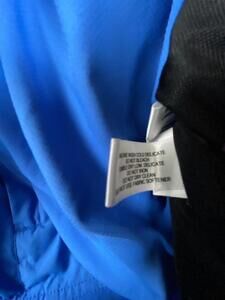 WASH COLD DELICATE
DO NOT BLEACH
TUMBLE DRY LOW. DELICATE
DO NOT IRON
DO NOT DRY CLEAN
DO NOT USE FABRIC SOFTENER